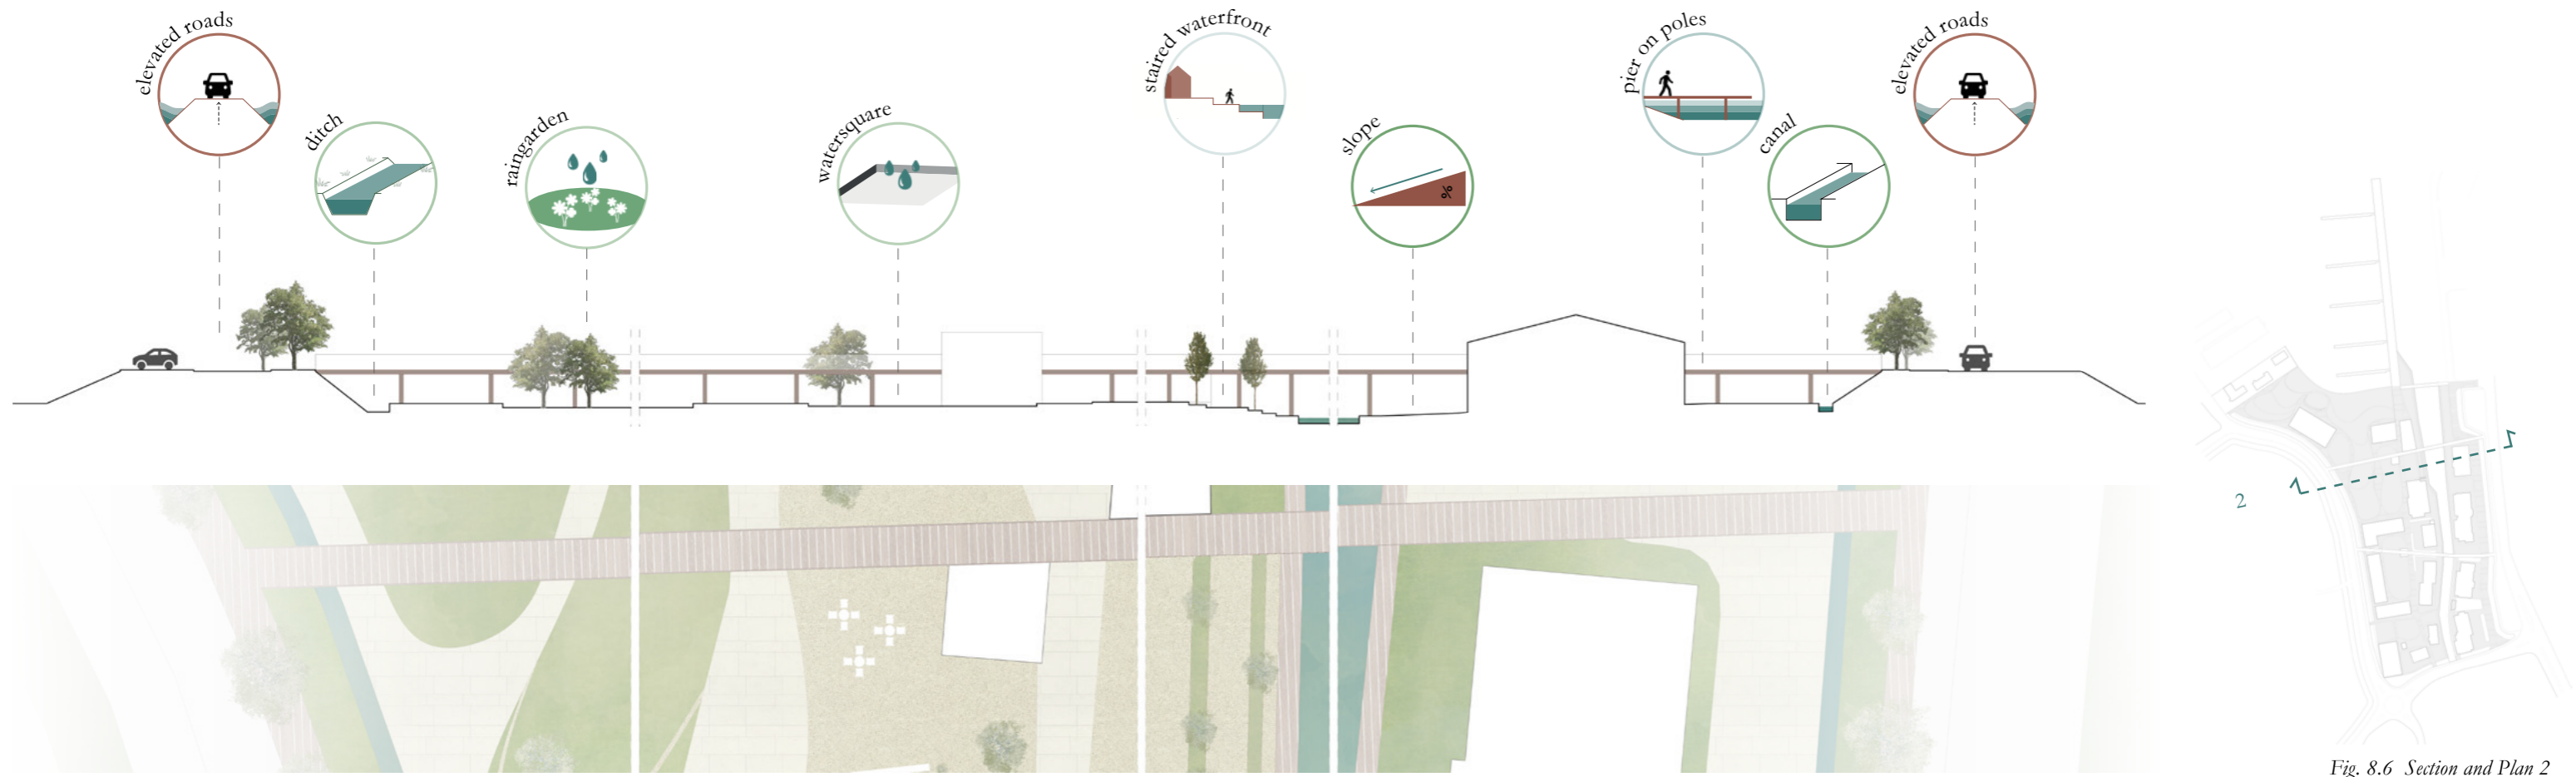 elevated roads
ditch
raingarden
watersquare
staired waterfront
slope
%
pier on poles
canal
elevated roads
2
Fig. 8.6 Section and Plan 2